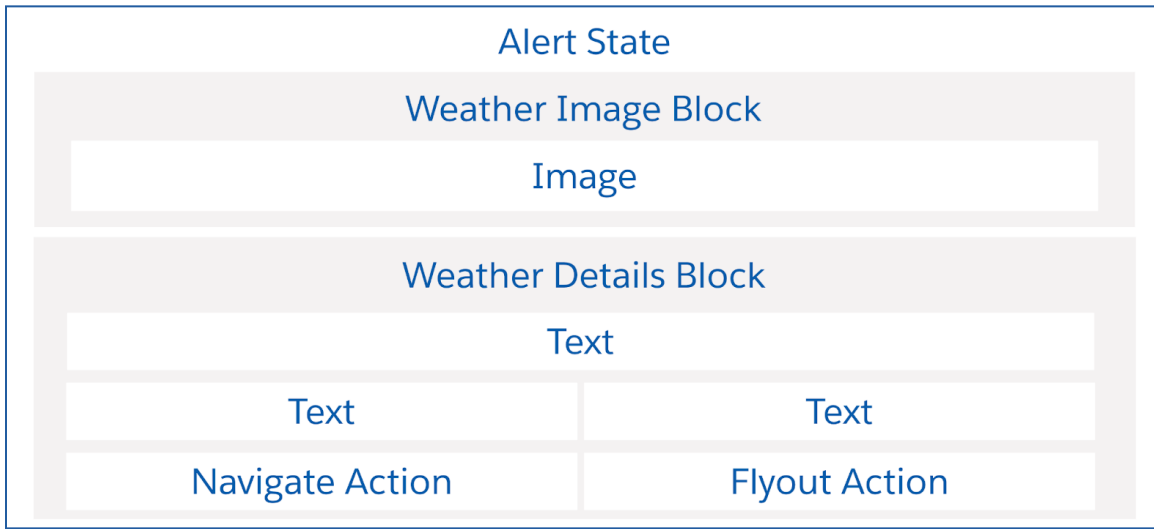 Alert State
Weather Image Block
Image
Weather Details Block
Text
Text Text
Navigate Action Flyout Action